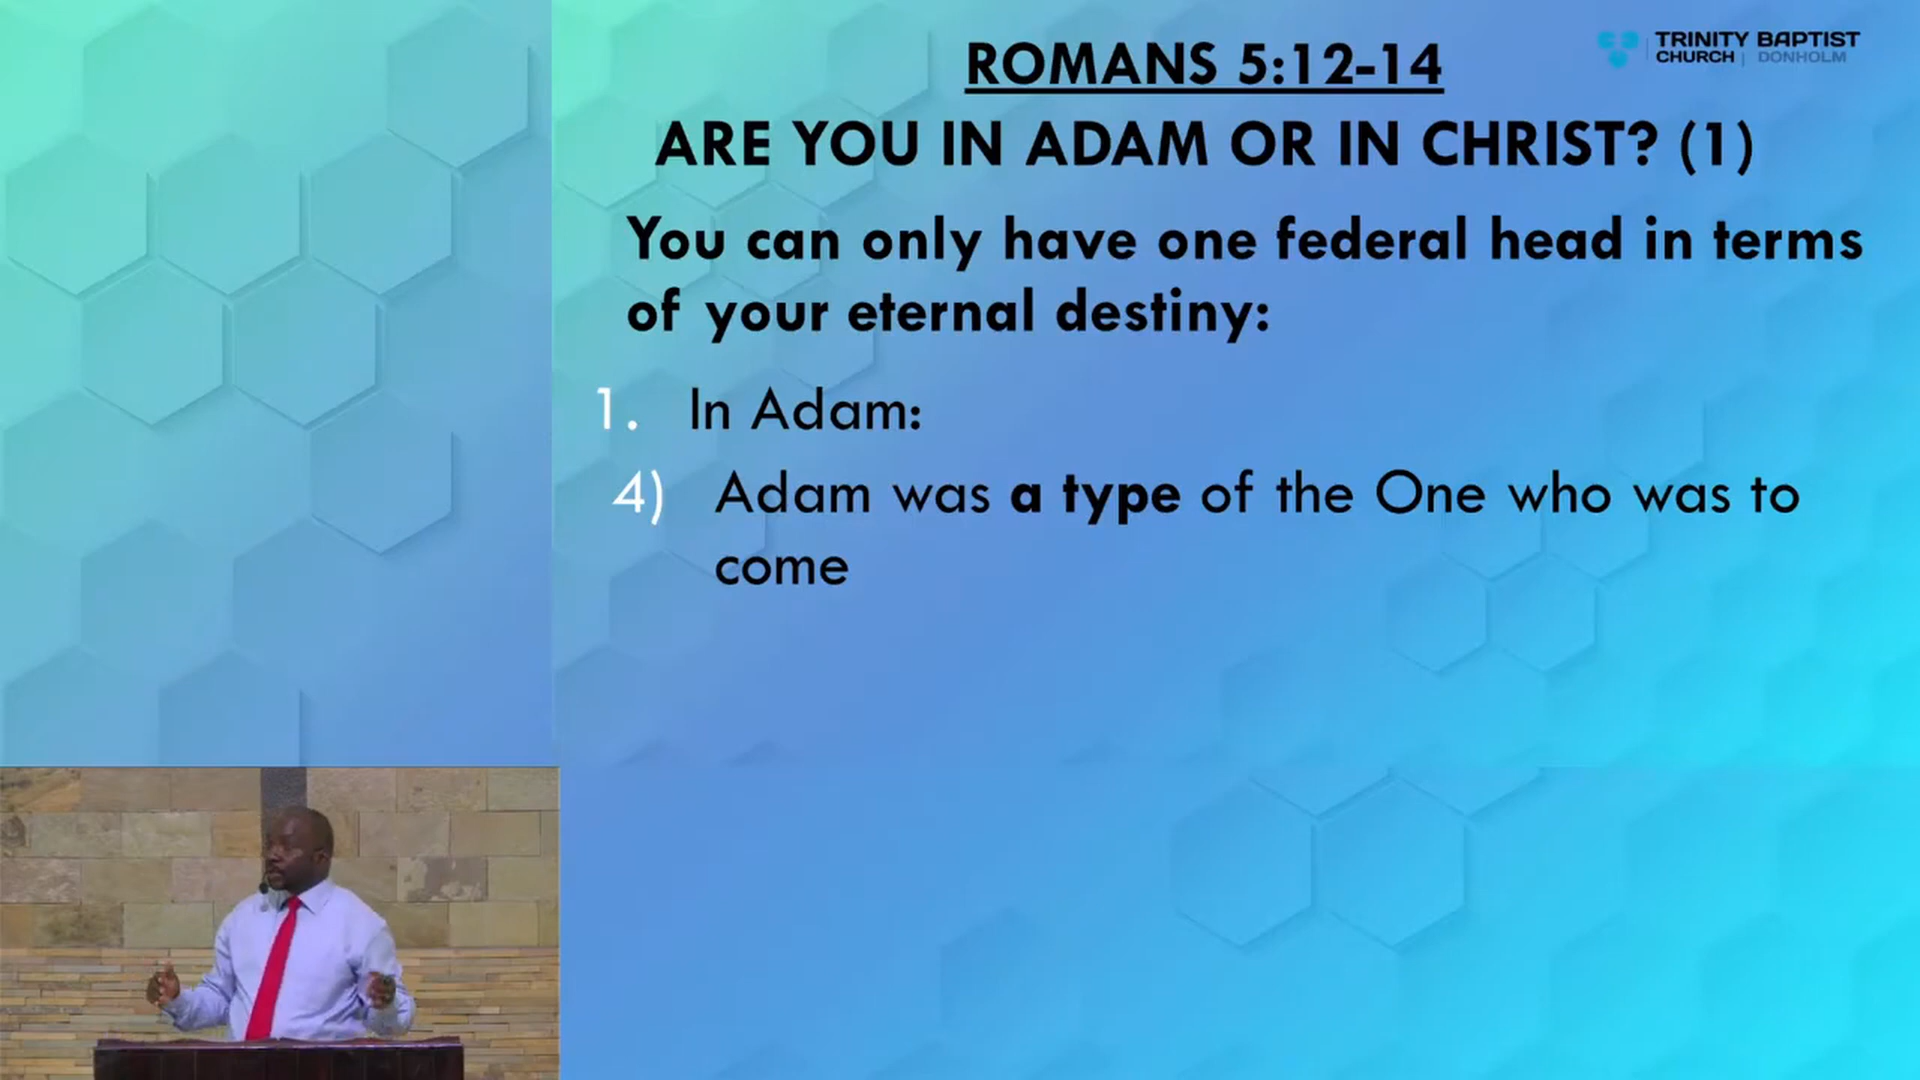 ROMANS 5:12-14
TRINITY BAPTIST
CHURCH | DONHOLM
ARE YOU IN ADAM OR IN CHRIST? (1)
You can only have one federal head in terms
of your eternal destiny:
1. In Adam:
4) Adam was a type of the One who was to
come